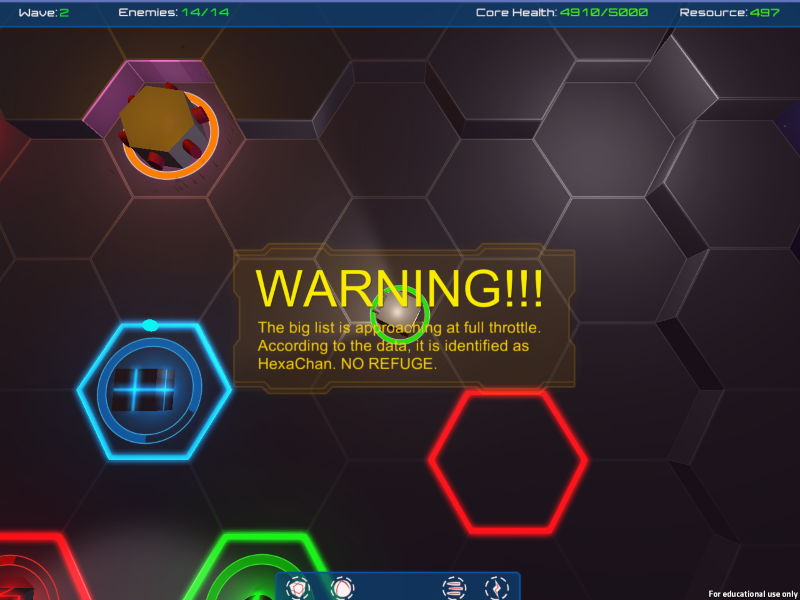 Wave:2 Enemies: 14/14 Core Health: 4910/5000 Resource:497
WARNING!!!
The big list is approaching at full throttle.
According to the data, it is identified as
HexaChan. NO REFUGE.
For educational use only